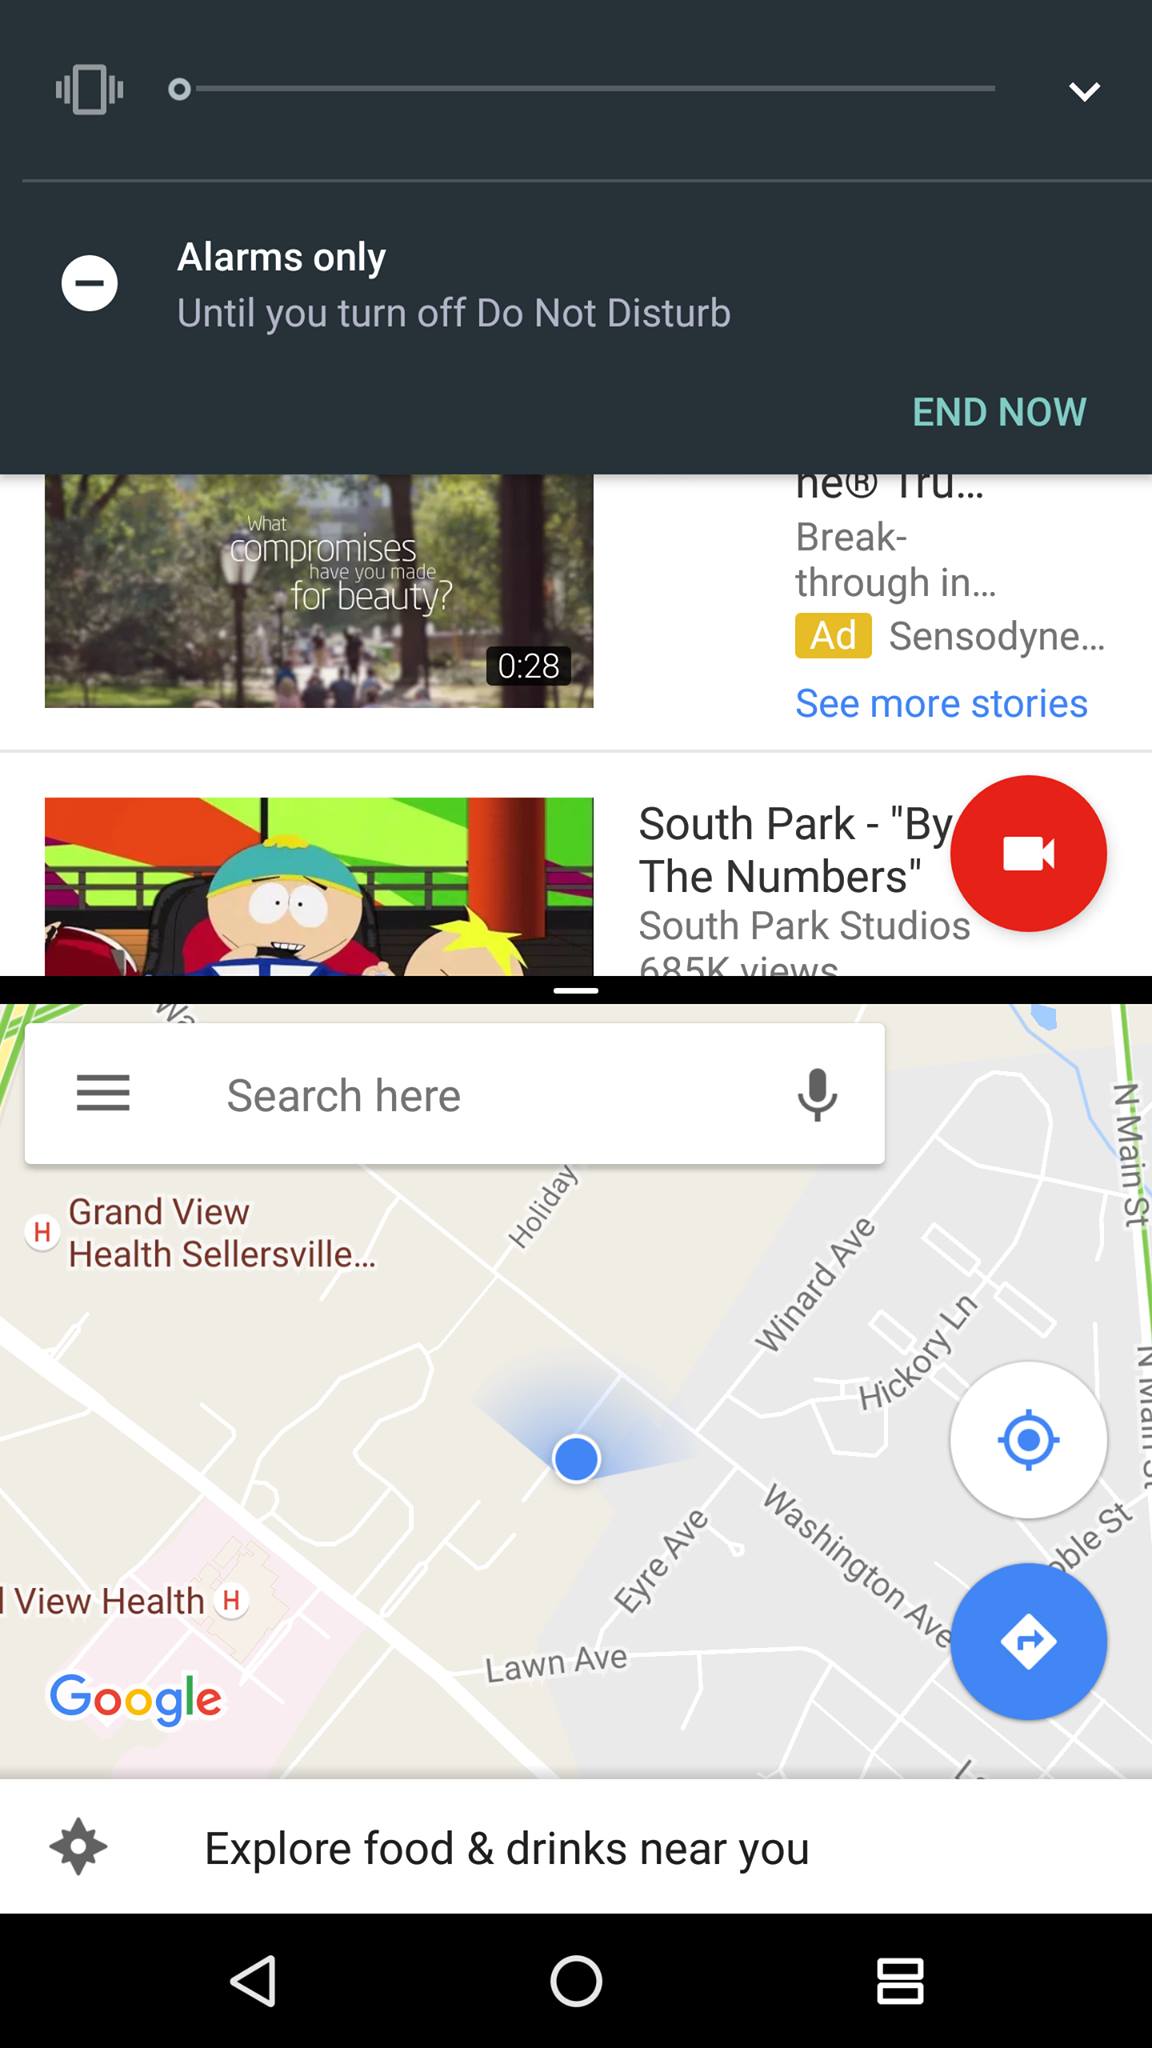 Alarms only
Until you turn off Do Not Disturb
END NOW
What
compromises
have you made
for beauty?
0:28
ne® Tru...
Break-
through in...
Ad Sensodyne...
See more stories
South Park - "By
The Numbers"
South Park Studios
685K views
Search here
N Main St
Holiday
Grand View
Health Sellersville...
H
Winard Ave
Hickory Ln
N Main St
Washington Ave
oble St
Eyre Ave
l View Health H
Lawn Ave
Google
Explore food & drinks near you